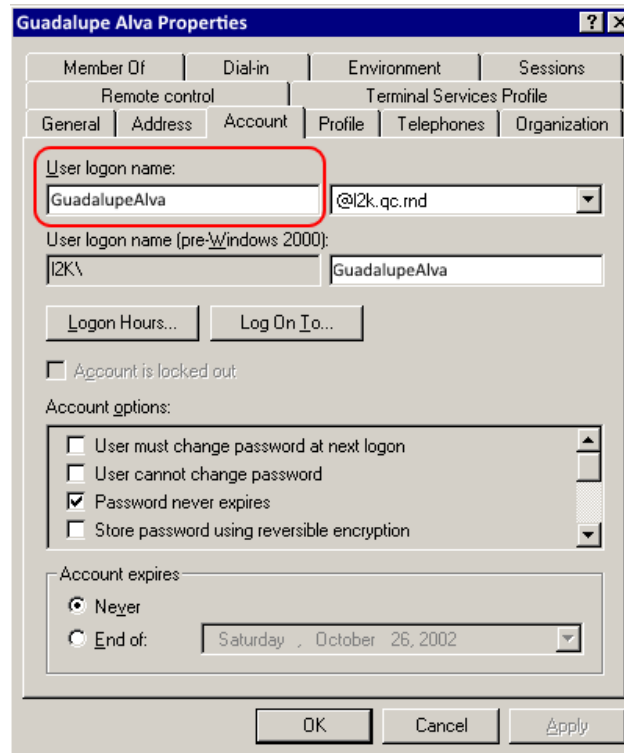 Guadalupe Alva Properties
Member Of Dial-in Environment Sessions
Remote control Terminal Services Profile
General Address Account Profile Telephones Organization
User logon name:
GuadalupeAlva @l2k.qc.rnd
User logon name (pre-Windows 2000):
I2K\ GuadalupeAlva
Logon Hours... Log On To...
Account is locked out
Account options:
User must change password at next logon
User cannot change password
Password never expires
Store password using reversible encryption
Account expires
Never
End of: Saturday , October 26, 2002
OK Cancel Apply